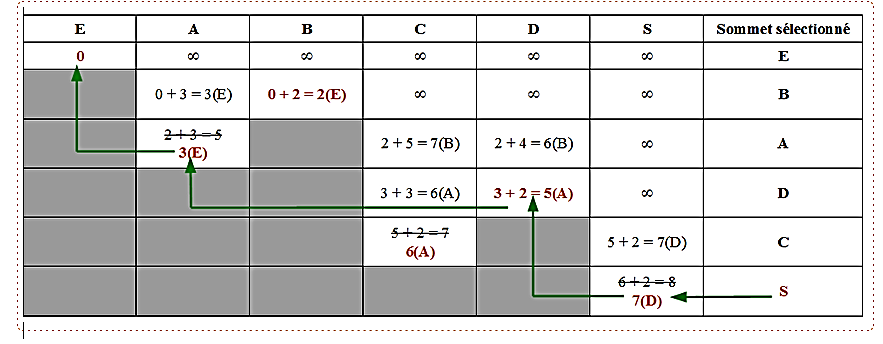 E A B C D S Sommet sélectionné
0 ∞ ∞ ∞ ∞ ∞ E
0 + 3 = 3(E) 0 + 2 = 2(E) ∞ ∞ ∞ B
2 + 3 = 5
3(E) 2 + 5 = 7(B) 2 + 4 = 6(B) ∞ A
3 + 3 = 6(A) 3 + 2 = 5(A) ∞ D
5 + 2 = 7
6(A) 5 + 2 = 7(D) C
6 + 2 = 8
7(D) S